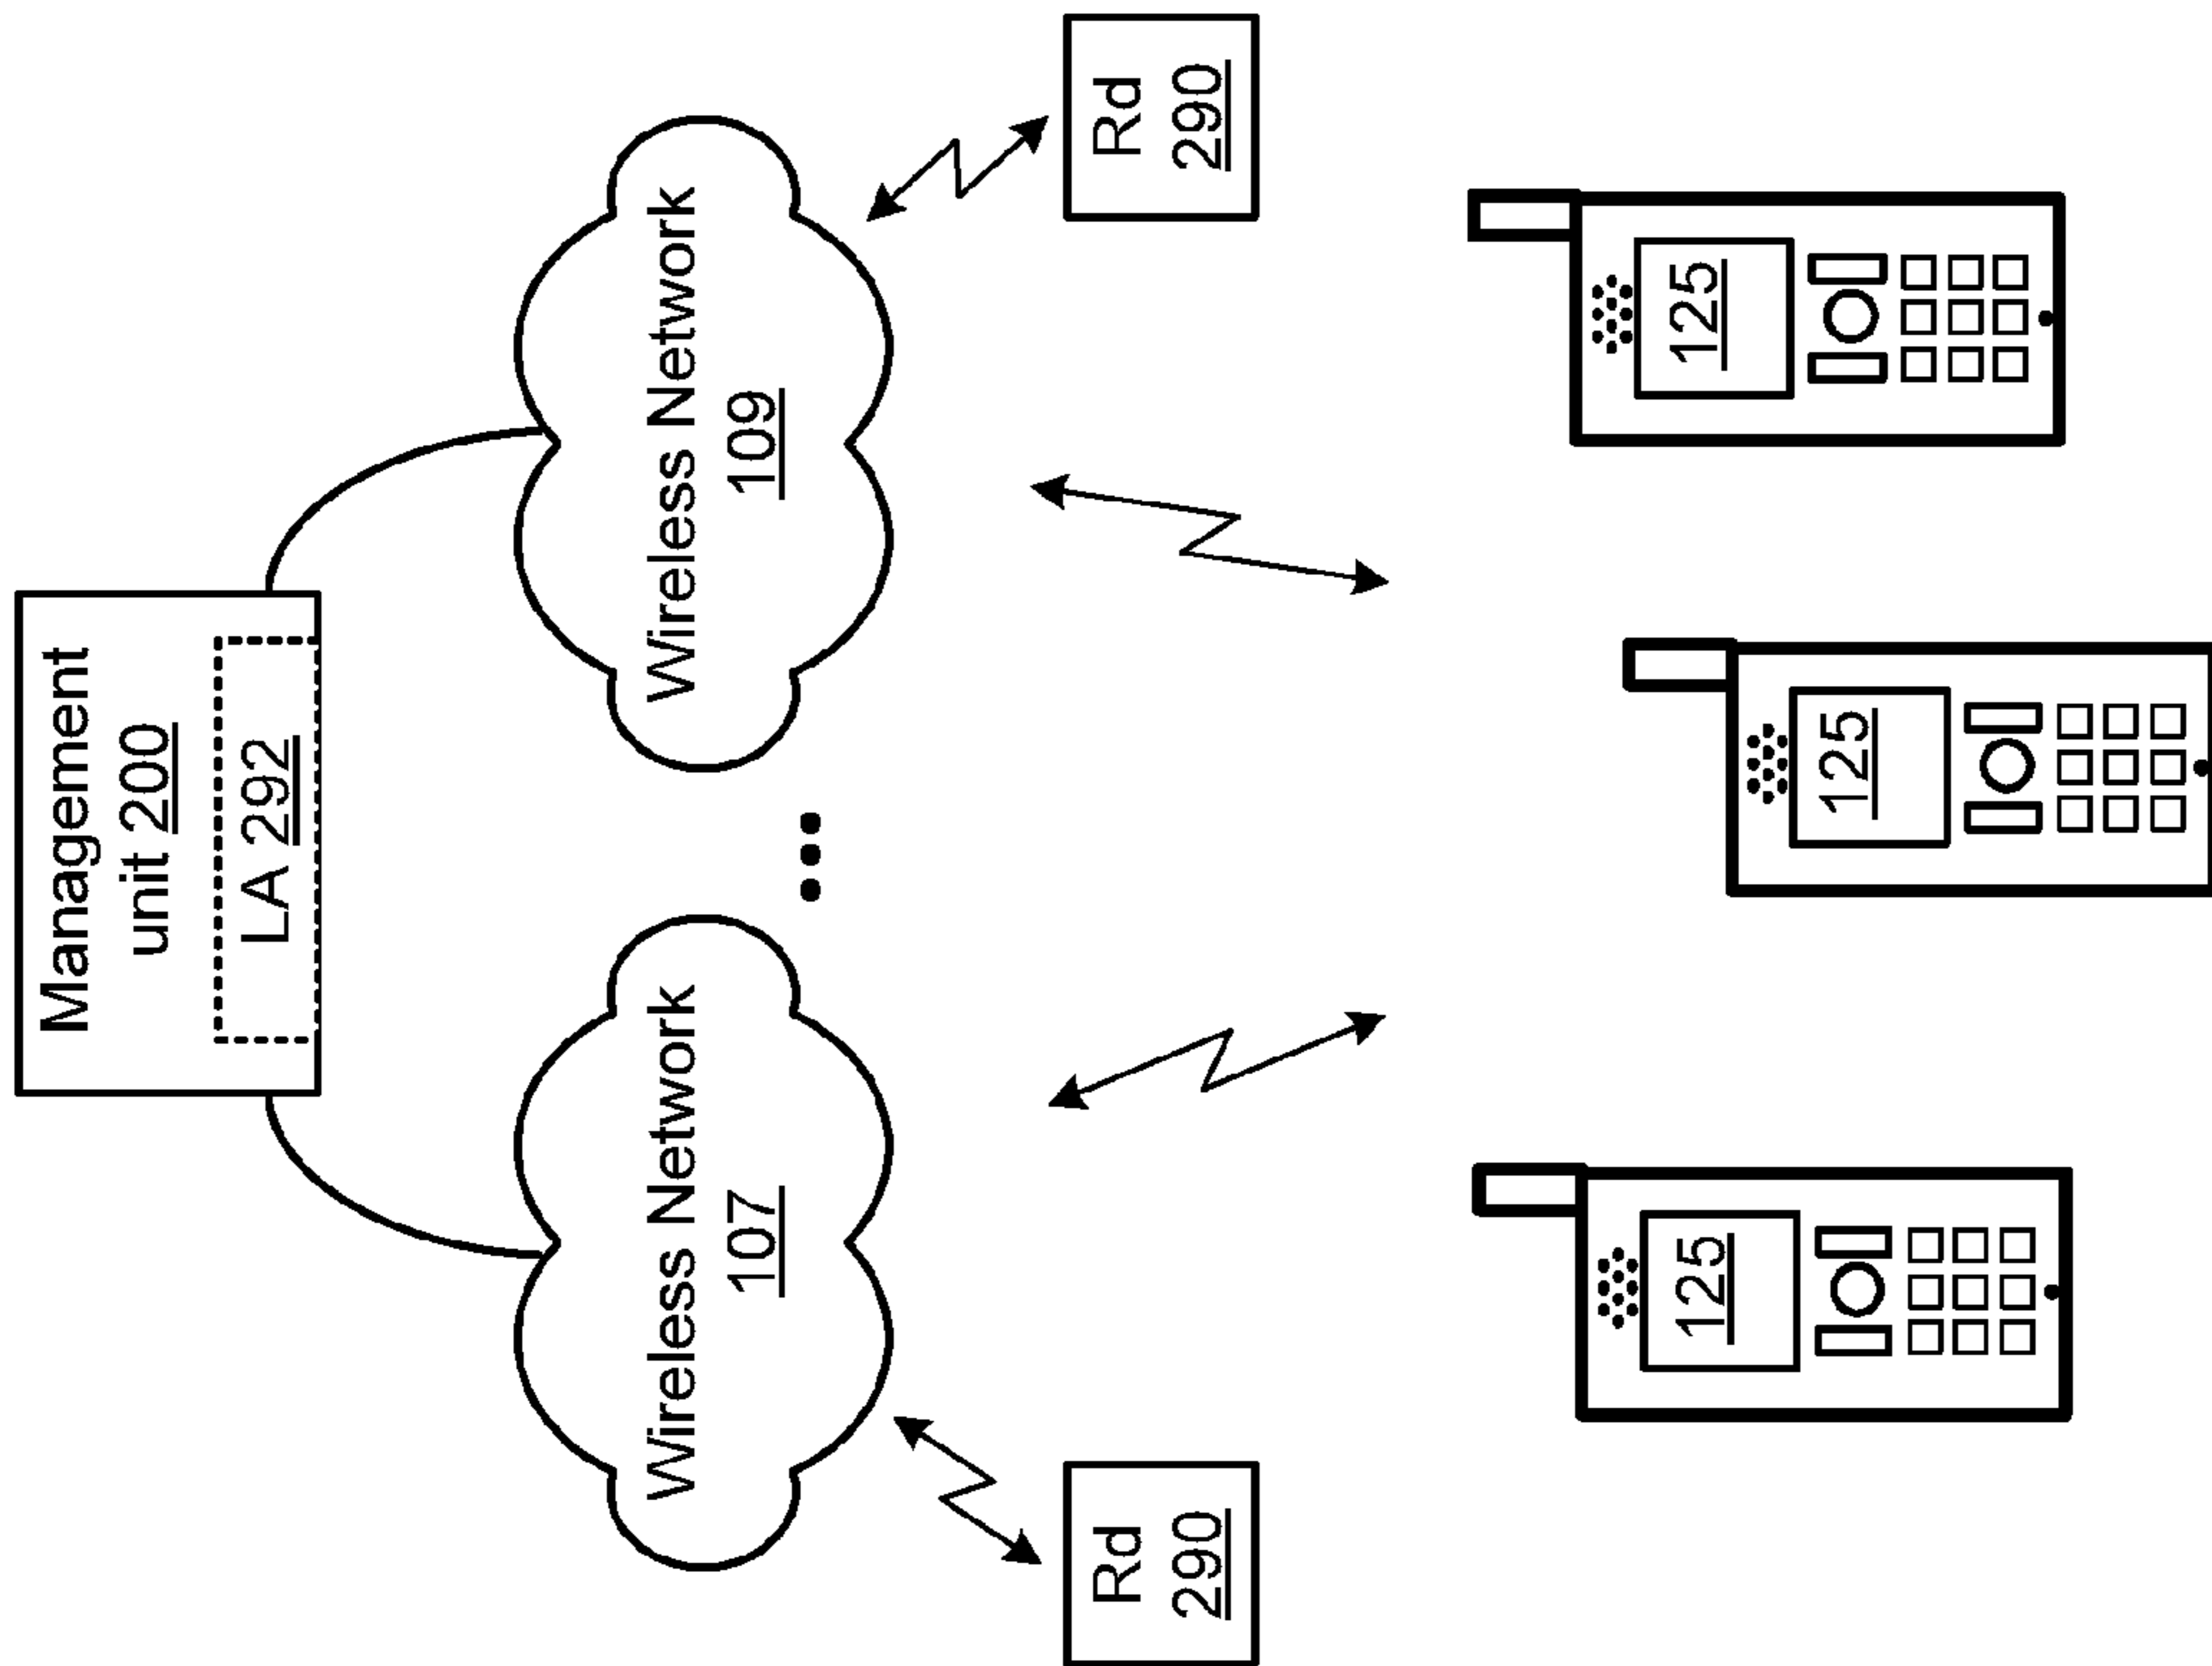 Management
unit 200
LA 292
Wireless Network
107
Wireless Network
109
Rd
290
Rd
290
125
125
125